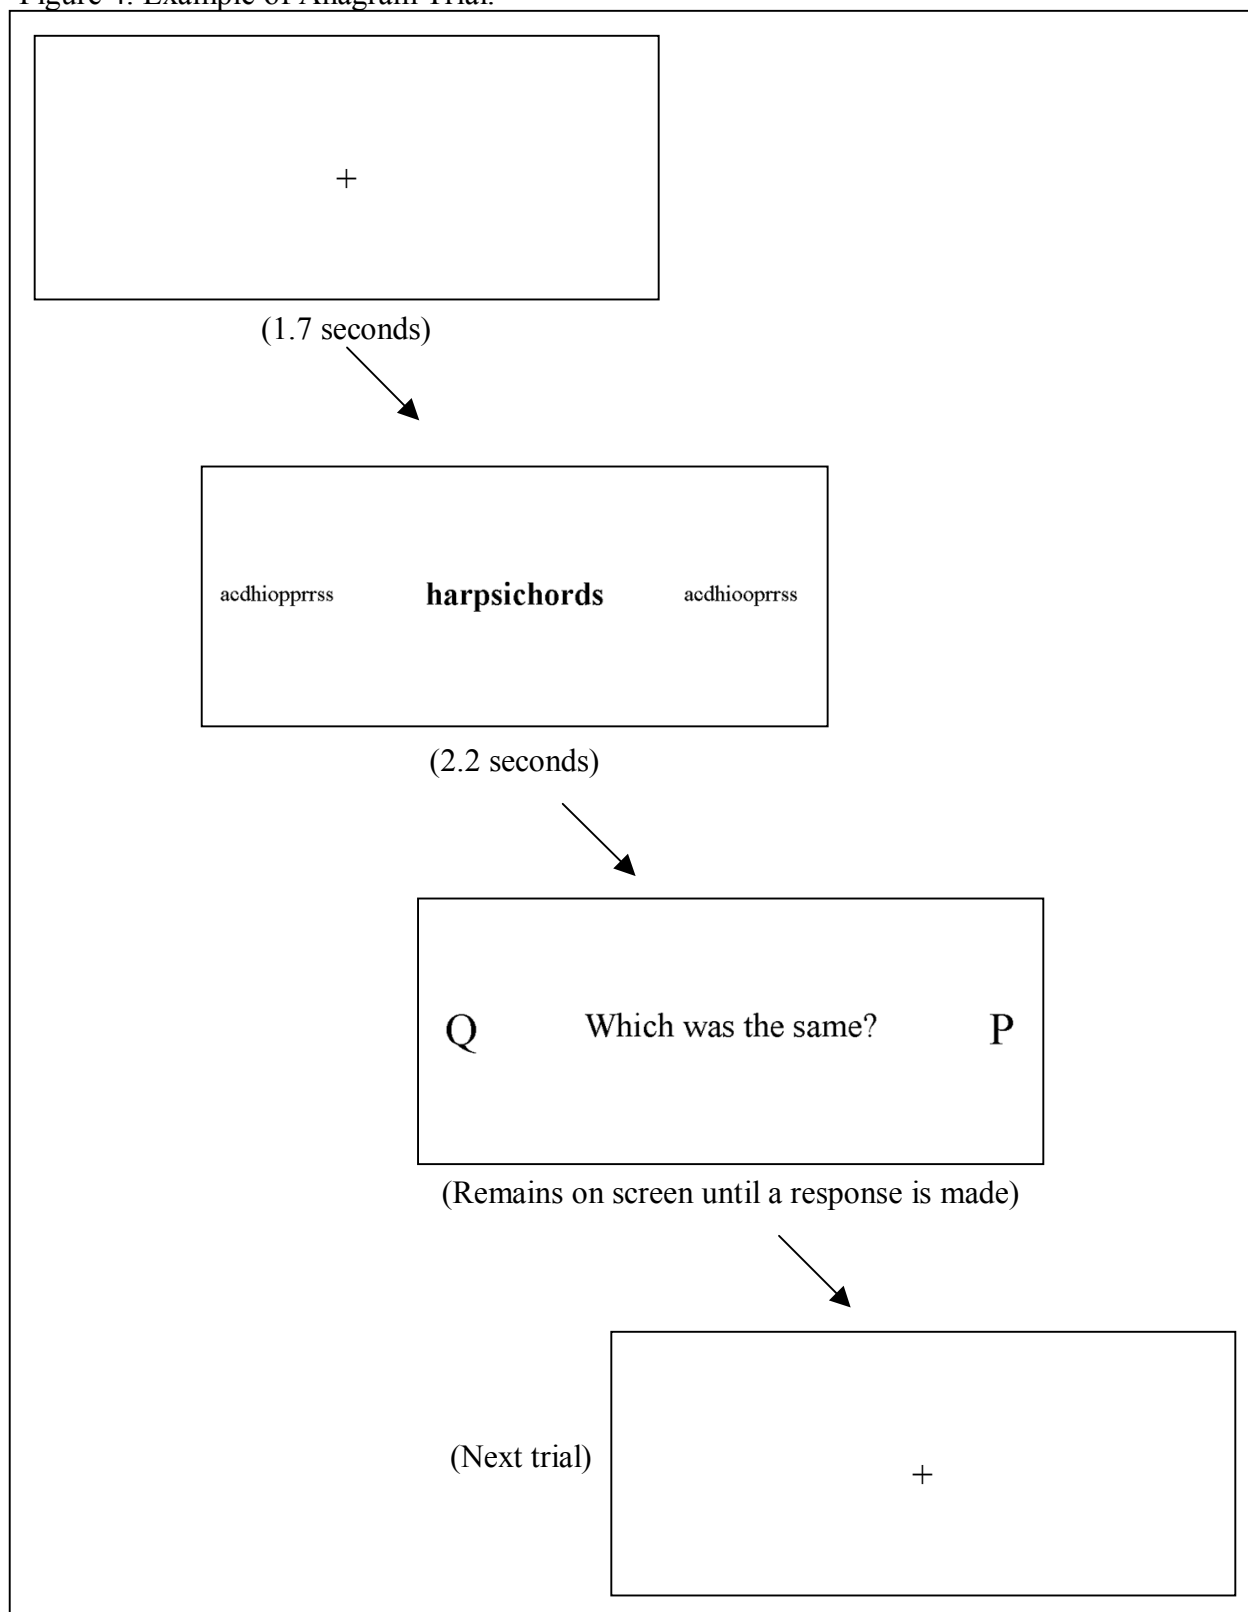 Figure 4. Example of Anagram Trial.
+
(1.7 seconds)
acdhiopprrss harpsichords acdhiooprrss
(2.2 seconds)
Q Which was the same? P
(Remains on screen until a response is made)
(Next trial) +